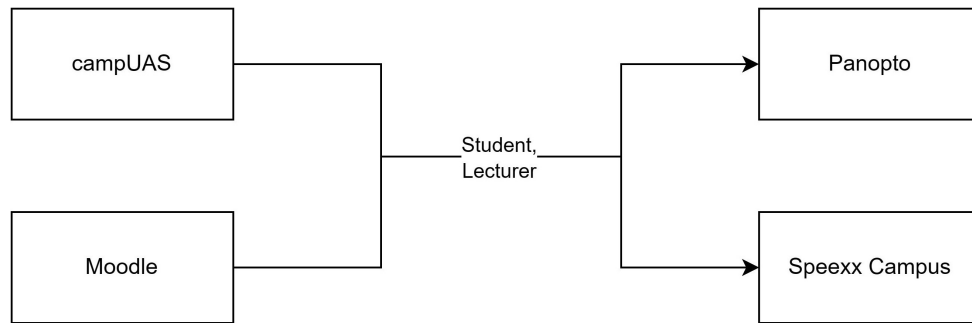 campUAS
Panopto
Student,
Lecturer
Moodle
Speexx Campus